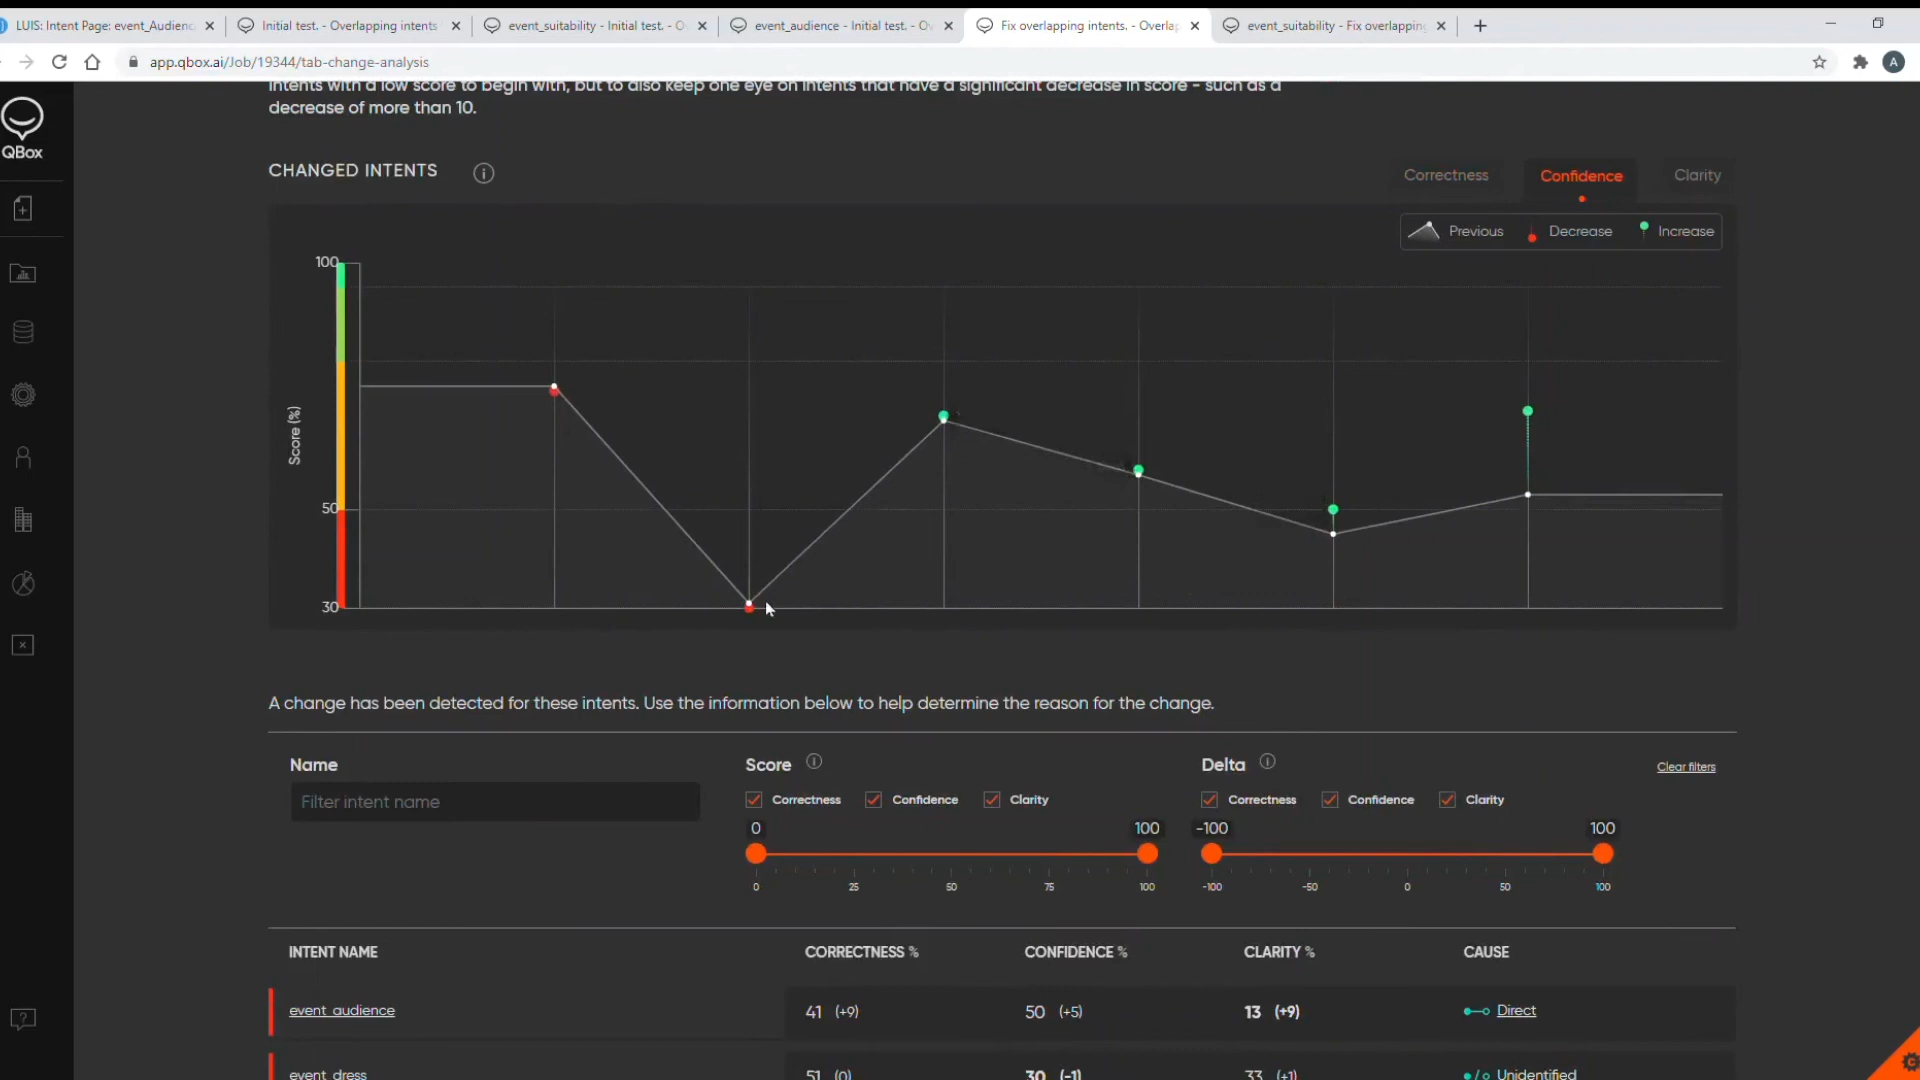 LUIS: Intent Page: event_Audienc
Initial test. - Overlapping intents
event_suitability - Initial test. - O
event_audience - Initial test. - Ov
Fix overlapping intents. - Overla
event_suitability - Fix overlapping
app.qbox.ai/Job/19344/tab-change-analysis
A
intents with a low score to begin with, but to also keep one eye on intents that have a significant decrease in score - such as a
decrease of more than 10.
QBox
CHANGED INTENTS
Correctness
Confidence
Clarity
Previous
Decrease
Increase
100
50
30
Score (%)
A change has been detected for these intents. Use the information below to help determine the reason for the change.
Name
Score
Delta
Clear filters
Filter intent name
Correctness
Confidence
Clarity
Correctness
Confidence
Clarity
0
100
-100
100
0 25 50 75 100
-100 -50 0 50 100
INTENT NAME CORRECTNESS % CONFIDENCE % CLARITY % CAUSE
event_audience 41 (+9) 50 (+5) 13 (+9) Direct
event_dress 51 (0) 30 (-1) 33 (+1) Unidentified